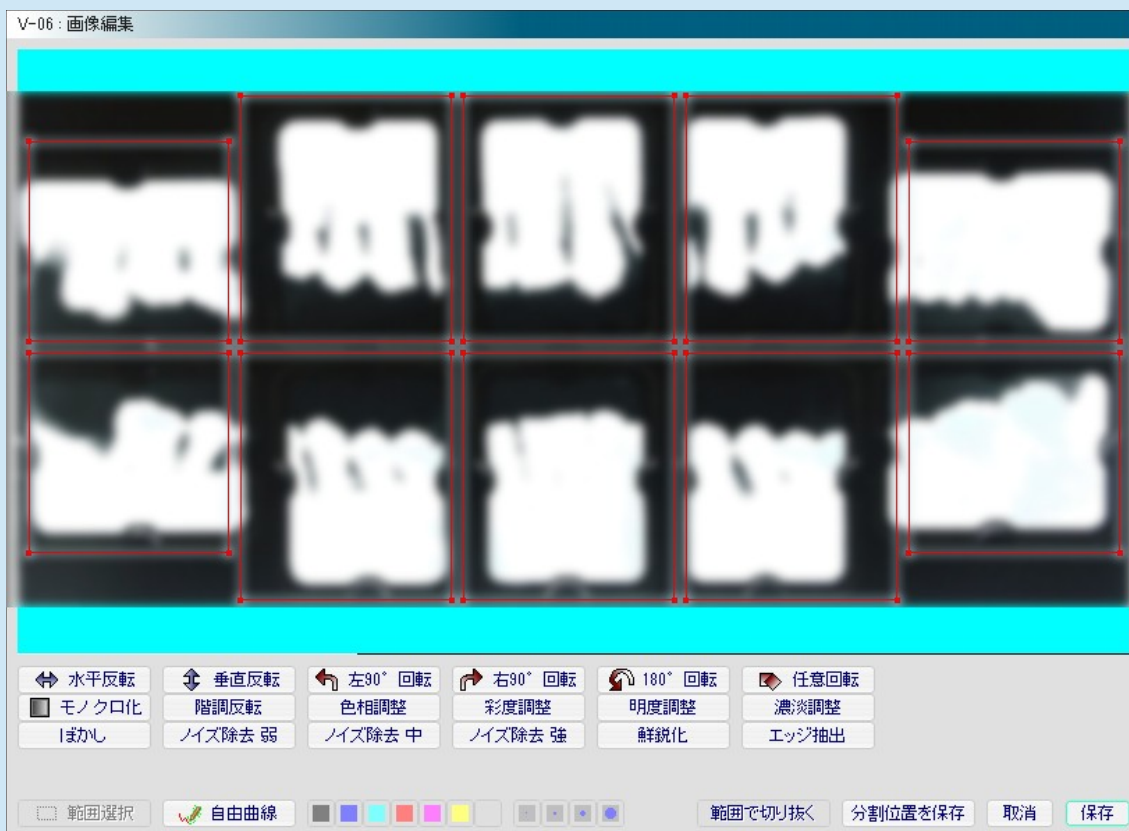 V-06 : 画像編集
水平反転 垂直反転 左90° 回転 右90° 回転 180° 回転 任意回転
モノクロ化 階調反転 色相調整 彩度調整 明度調整 濃淡調整
ぼかし ノイズ除去 弱 ノイズ除去 中 ノイズ除去 強 鮮鋭化 エッジ抽出
範囲選択 自由曲線 範囲で切り抜く 分割位置を保存 取消 保存